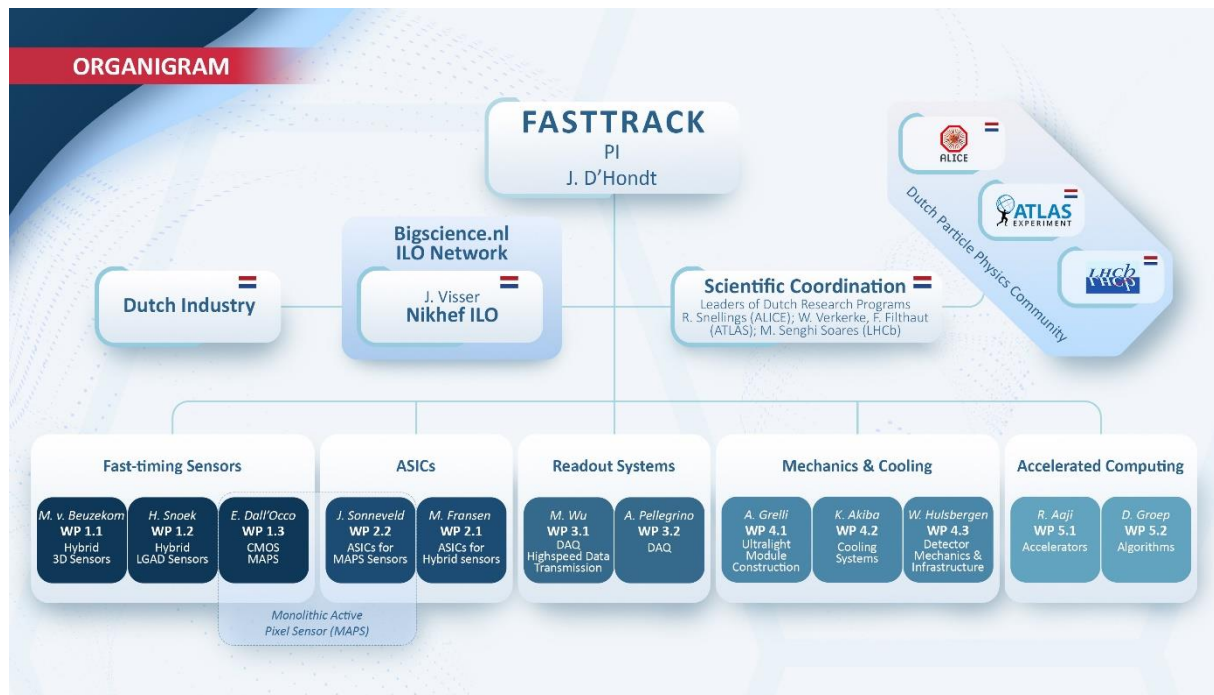 ORGANIGRAM
FASTTRACK
PI
J. D'Hondt
ALICE
ATLAS
EXPERIMENT
LHCb
LHCb
Dutch Particle Physics Community
Bigscience.nl
ILO Network
Dutch Industry
J. Visser
Nikhef ILO
Scientific Coordination
Leaders of Dutch Research Programs
R. Snellings (ALICE); W. Verkerke, F. Filthaut
(ATLAS); M. Senghi Soares (LHCb)
Fast-timing Sensors
M. v. Beuzekom
WP 1.1
Hybrid
3D Sensors
H. Snoek
WP 1.2
Hybrid
LGAD Sensors
E. Dall'Occo
WP 1.3
CMOS
MAPS
ASICs
J. Sonneveld
WP 2.2
ASICs for
MAPS Sensors
M. Fransen
WP 2.1
ASICs for
Hybrid sensors
Monolithic Active
Pixel Sensor (MAPS)
Readout Systems
M. Wu
WP 3.1
DAQ
Highspeed Data
Transmission
A. Pellegrino
WP 3.2
DAQ
Mechanics & Cooling
A. Grelli
WP 4.1
Ultralight
Module
Construction
K. Akiba
WP 4.2
Cooling
Systems
W. Hulsbergen
WP 4.3
Detector
Mechanics &
Infrastructure
Accelerated Computing
R. Aaji
WP 5.1
Accelerators
D. Groep
WP 5.2
Algorithms